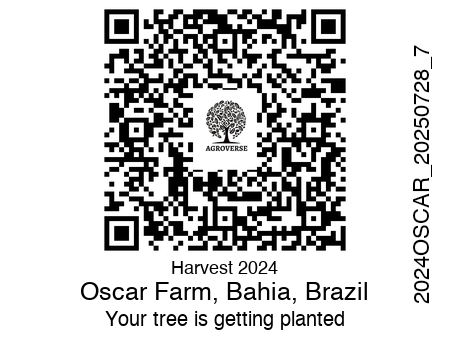 AGROVERSE
Harvest 2024
Oscar Farm, Bahia, Brazil
Your tree is getting planted
2024OSCAR_20250728_7